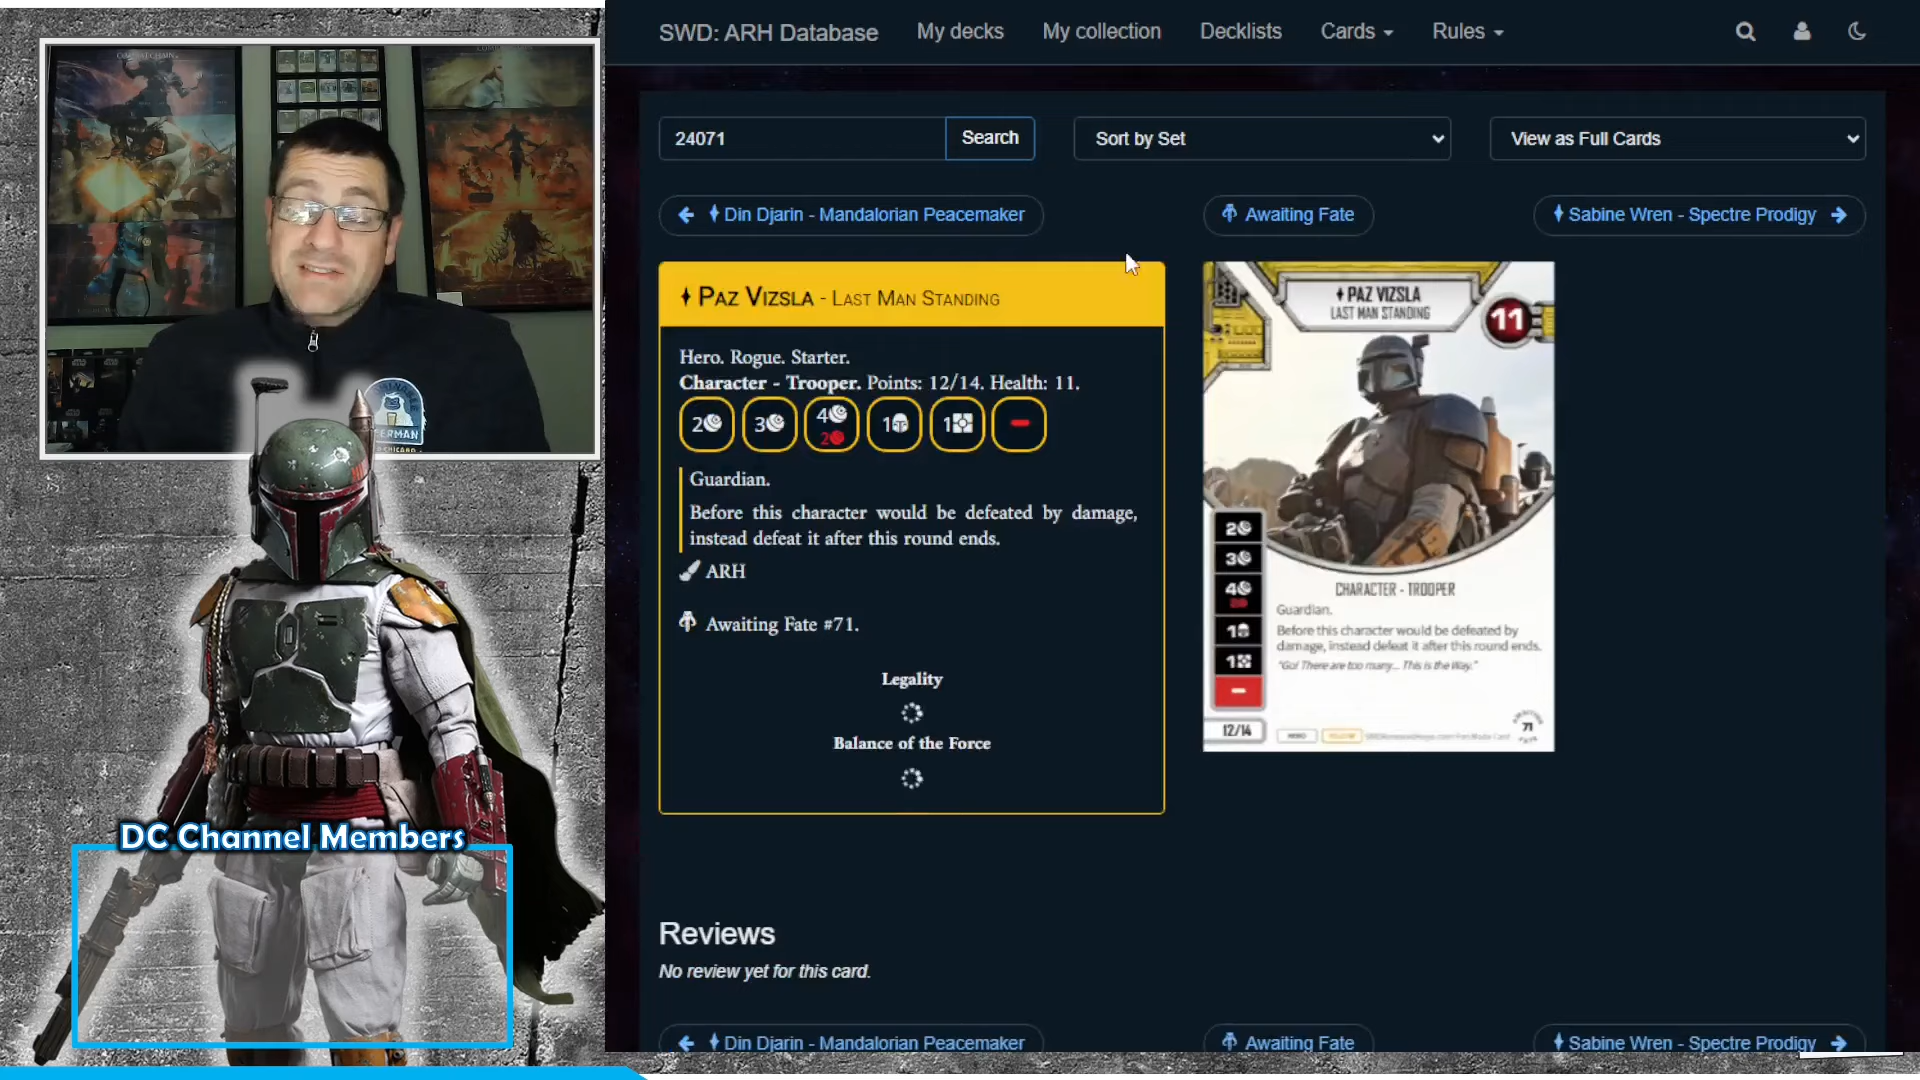 SWD: ARH Database
My decks
My collection
Decklists
Cards
Rules
24071
Search
Sort by Set
View as Full Cards
Din Djarin - Mandalorian Peacemaker
Awaiting Fate
Sabine Wren - Spectre Prodigy
PAZ VIZSLA - LAST MAN STANDING
Hero. Rogue. Starter.
Character - Trooper. Points: 12/14. Health: 11.
2
3
4
2
1
1
-
Guardian.
Before this character would be defeated by damage,
instead defeat it after this round ends.
ARH
Awaiting Fate #71.
Legality
Balance of the Force
PAZ VIZSLA
LAST MAN STANDING
11
2
3
4
1
1
-
12/14
CHARACTER - TROOPER
Guardian.
Before this character would be defeated by
damage, instead defeat it after this round ends.
"Go! There are too many... This is the Way."
71
Reviews
No review yet for this card.
Din Djarin - Mandalorian Peacemaker
Awaiting Fate
Sabine Wren - Spectre Prodigy
DC Channel Members